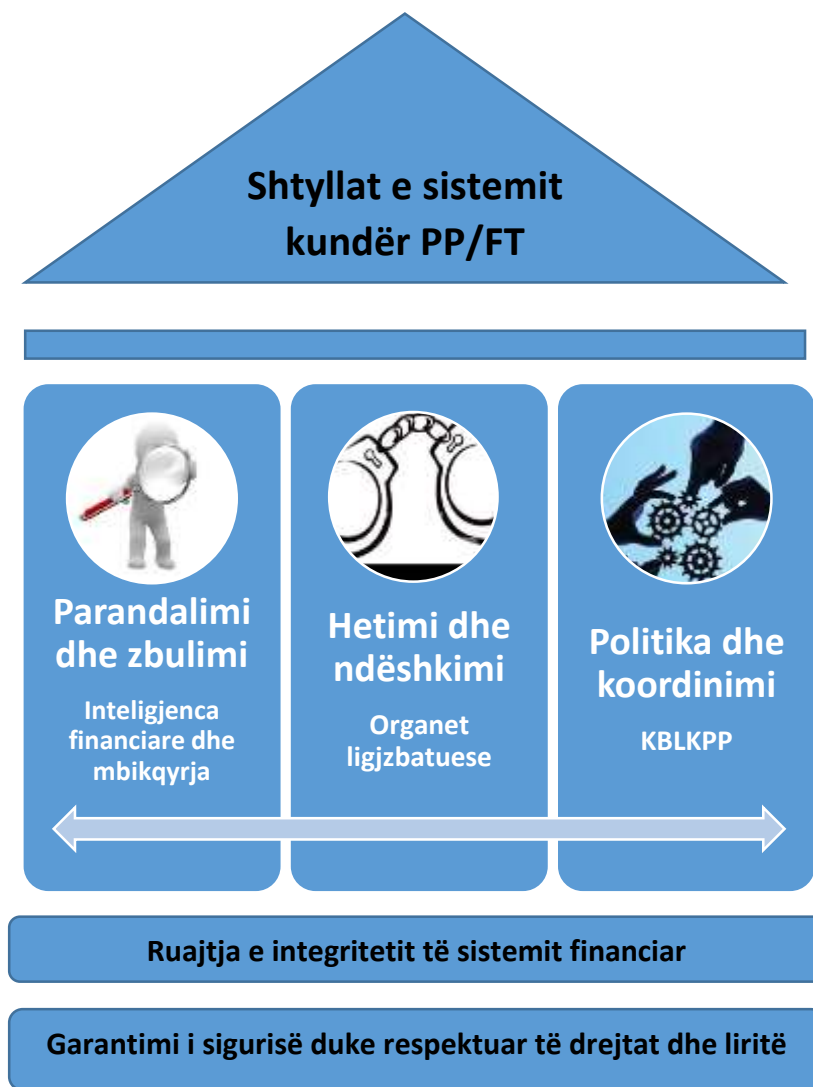 Shtyllat e sistemit
kundër PP/FT
Parandalimi
dhe zbulimi
Inteligjenca
financiare dhe
mbikqyrja
Hetimi dhe
ndëshkimi
Organet
ligjzbatuese
Politika dhe
koordinimi
KBLKPP
Ruajtja e integritetit të sistemit financiar
Garantimi i sigurisë duke respektuar të drejtat dhe liritë